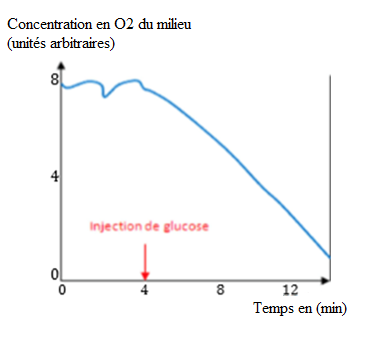 Concentration en O2 du milieu
(unités arbitraires)
8
4
Injection de glucose
0
0 4 8 12
Temps en (min)